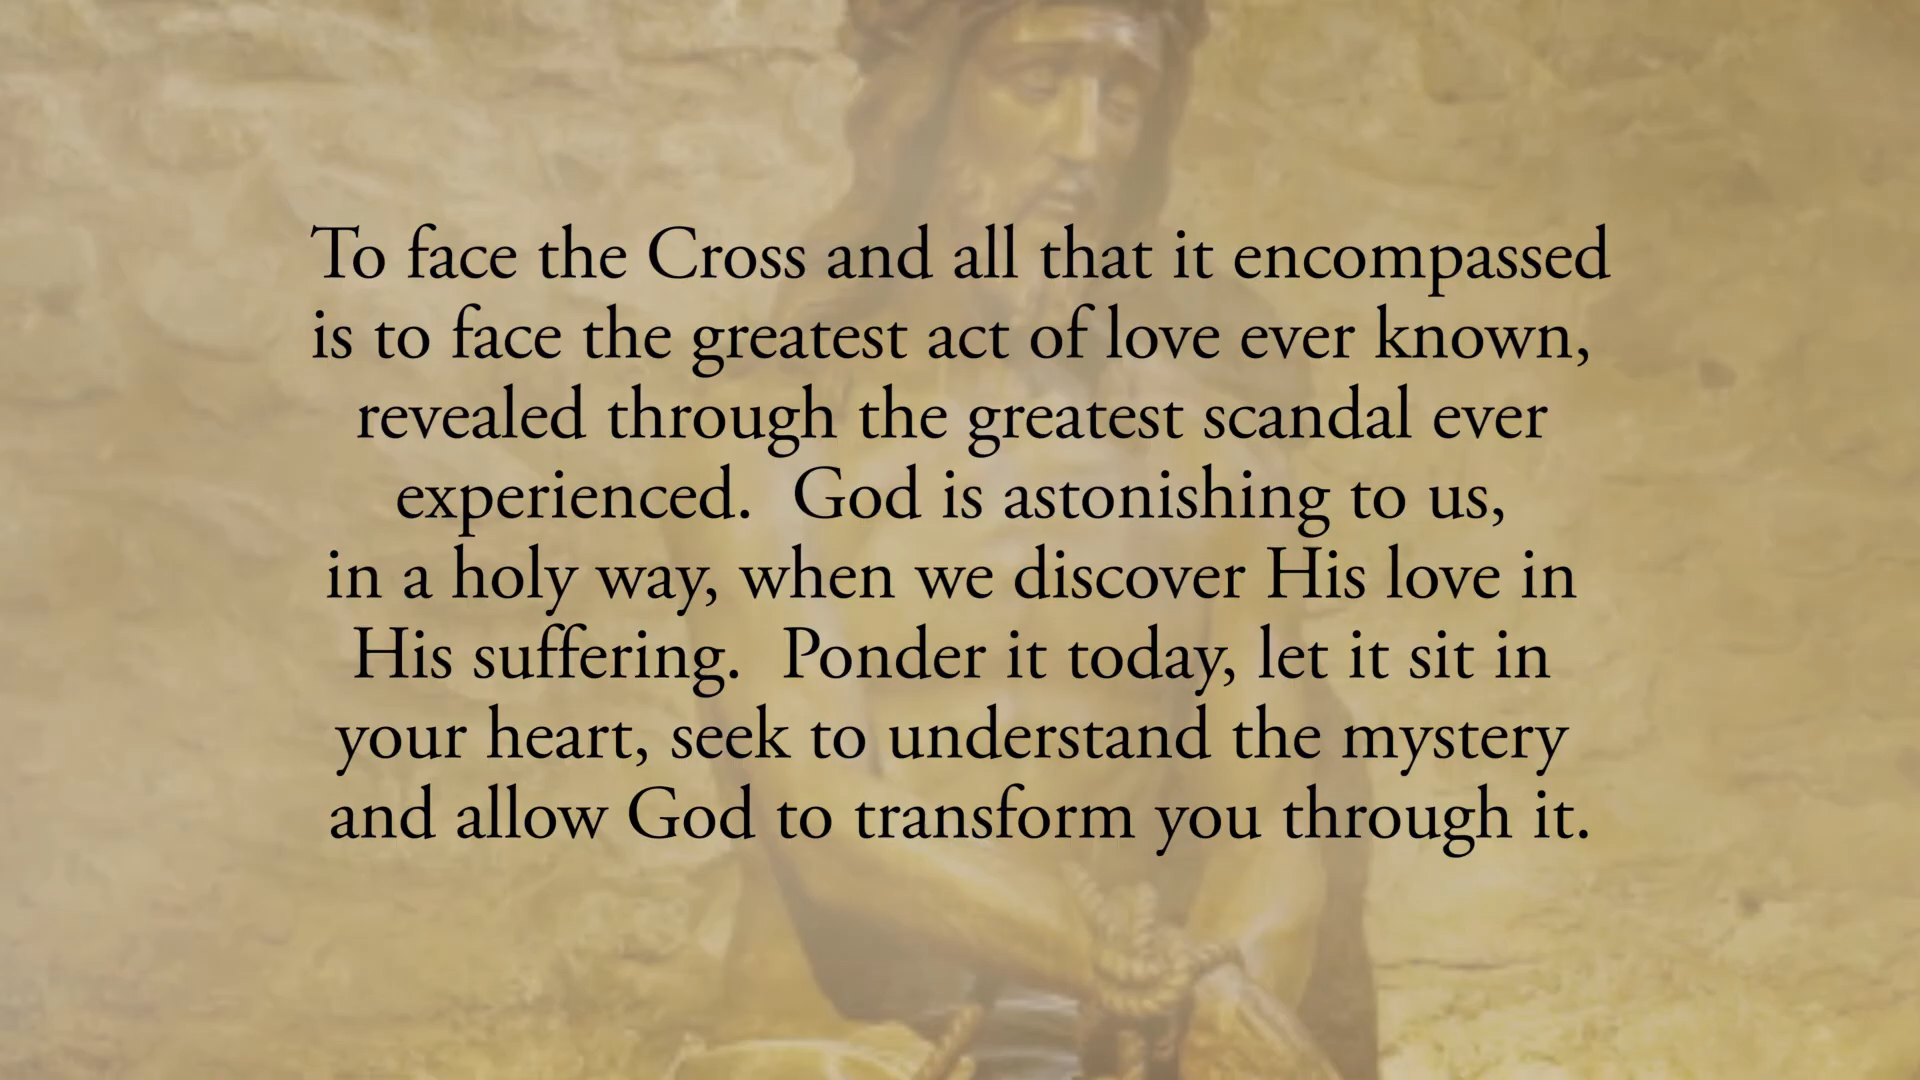 To face the Cross and all that it encompassed
is to face the greatest act of love ever known,
revealed through the greatest scandal ever
experienced.  God is astonishing to us,
in a holy way, when we discover His love in
His suffering.  Ponder it today, let it sit in
your heart, seek to understand the mystery
and allow God to transform you through it.